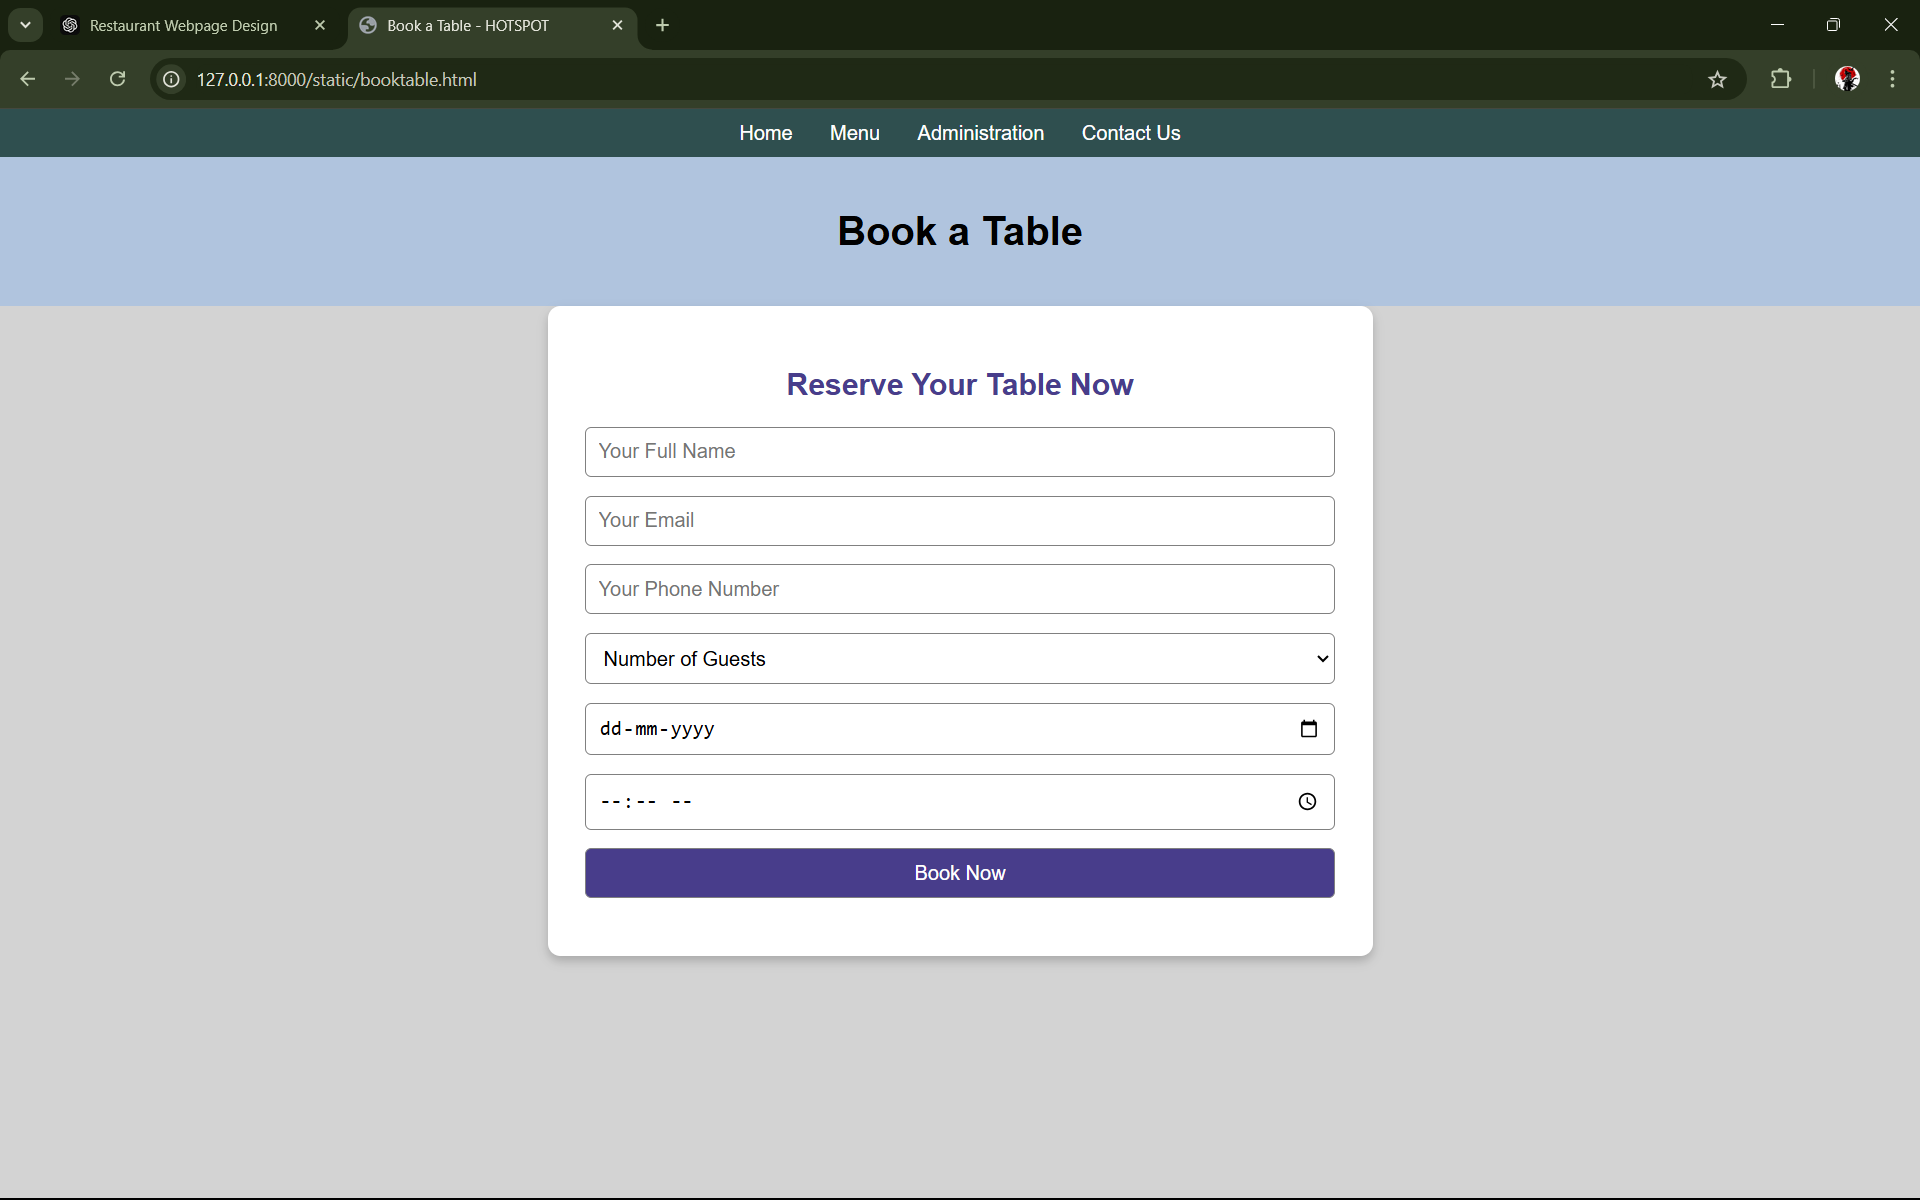 Restaurant Webpage Design
Book a Table - HOTSPOT
127.0.0.1:8000/static/booktable.html
Home Menu Administration Contact Us
Book a Table
Reserve Your Table Now
Your Full Name
Your Email
Your Phone Number
Number of Guests
dd-mm-yyyy
--:-- --
Book Now